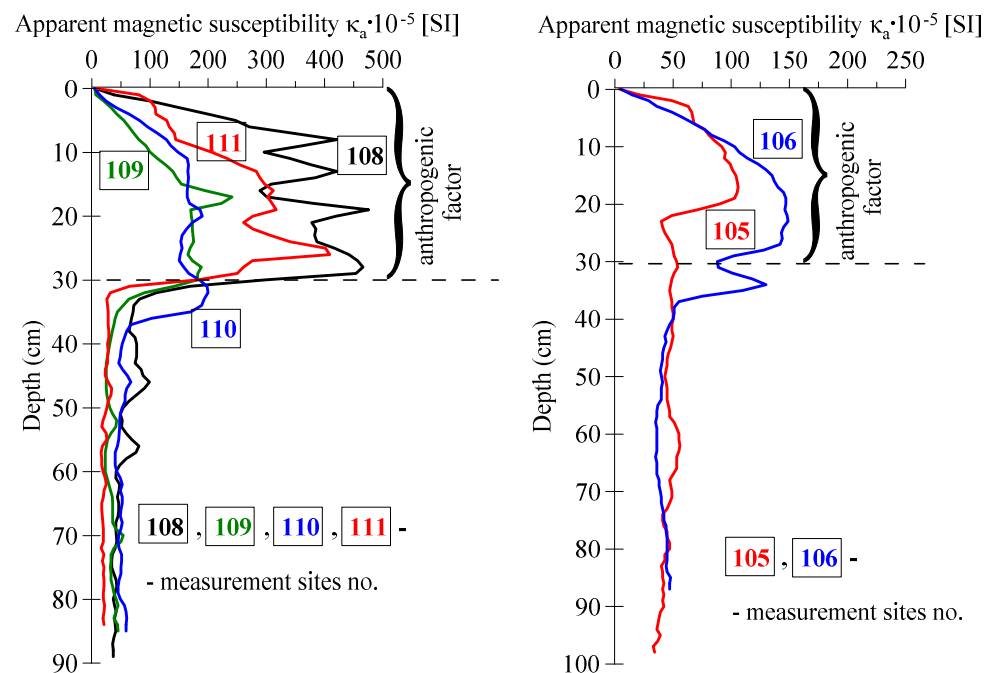 Apparent magnetic susceptibility κₐ·10⁻⁵ [SI]
0 100 200 300 400 500
0
10
20
30
40
50
60
70
80
90
Depth (cm)
109
111
108
110
anthropogenic
factor
108 , 109 , 110 , 111 -
- measurement sites no.
Apparent magnetic susceptibility κₐ·10⁻⁵ [SI]
0 50 100 150 200 250
0
10
20
30
40
50
60
70
80
90
100
Depth (cm)
106
105
anthropogenic
factor
105 , 106 -
- measurement sites no.